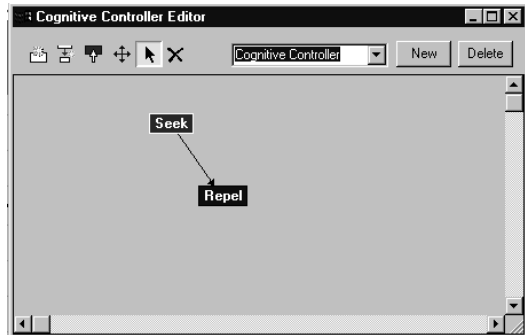 Cognitive Controller Editor
Cognitive Controller New Delete
Seek
Repel